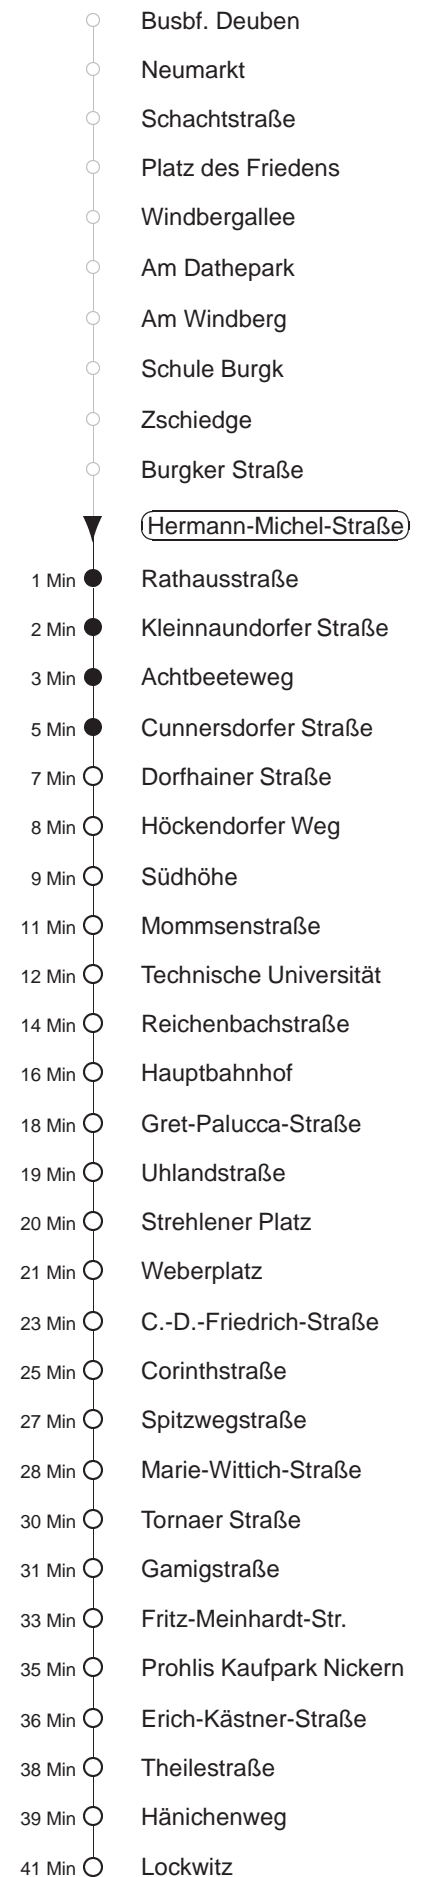 Busbf. Deuben
Neumarkt
Schachtstraße
Platz des Friedens
Windbergallee
Am Dathepark
Am Windberg
Schule Burgk
Zschiedge
Burgker Straße
Hermann-Michel-Straße
1 Min Rathausstraße
2 Min Kleinnaundorfer Straße
3 Min Achtbeeteweg
5 Min Cunnersdorfer Straße
7 Min Dorfhainer Straße
8 Min Höckendorfer Weg
9 Min Südhöhe
11 Min Mommsenstraße
12 Min Technische Universität
14 Min Reichenbachstraße
16 Min Hauptbahnhof
18 Min Gret-Palucca-Straße
19 Min Uhlandstraße
20 Min Strehlener Platz
21 Min Weberplatz
23 Min C.-D.-Friedrich-Straße
25 Min Corinthstraße
27 Min Spitzwegstraße
28 Min Marie-Wittich-Straße
30 Min Tornaer Straße
31 Min Gamigstraße
33 Min Fritz-Meinhardt-Str.
35 Min Prohlis Kaufpark Nickern
36 Min Erich-Kästner-Straße
38 Min Theilestraße
39 Min Hänichenweg
41 Min Lockwitz